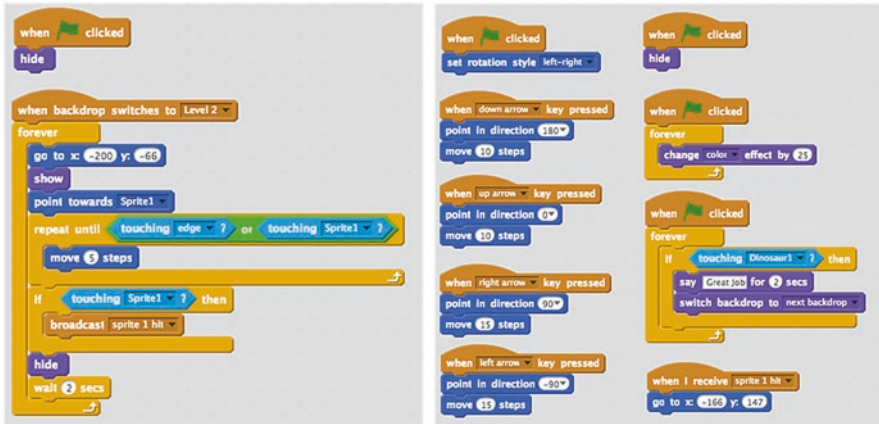 when clicked
hide
when backdrop switches to Level 2
forever
go to x: -200 y: -66
show
point towards Sprite1
repeat until touching edge ? or touching Sprite1 ?
move 5 steps
if touching Sprite1 ? then
broadcast sprite 1 hit
hide
wait 2 secs
when clicked
set rotation style left-right
when down arrow key pressed
point in direction 180
move 10 steps
when up arrow key pressed
point in direction 0
move 10 steps
when right arrow key pressed
point in direction 90
move 15 steps
when left arrow key pressed
point in direction -90
move 15 steps
when clicked
hide
when clicked
forever
change color effect by 25
when clicked
forever
if touching Dinosaur1 ? then
say Great Job for 2 secs
switch backdrop to next backdrop
when I receive sprite 1 hit
go to x: -166 y: 147